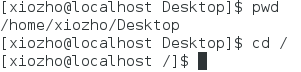 [xiozho@localhost Desktop]$ pwd
/home/xiozho/Desktop
[xiozho@localhost Desktop]$ cd /
[xiozho@localhost /]$